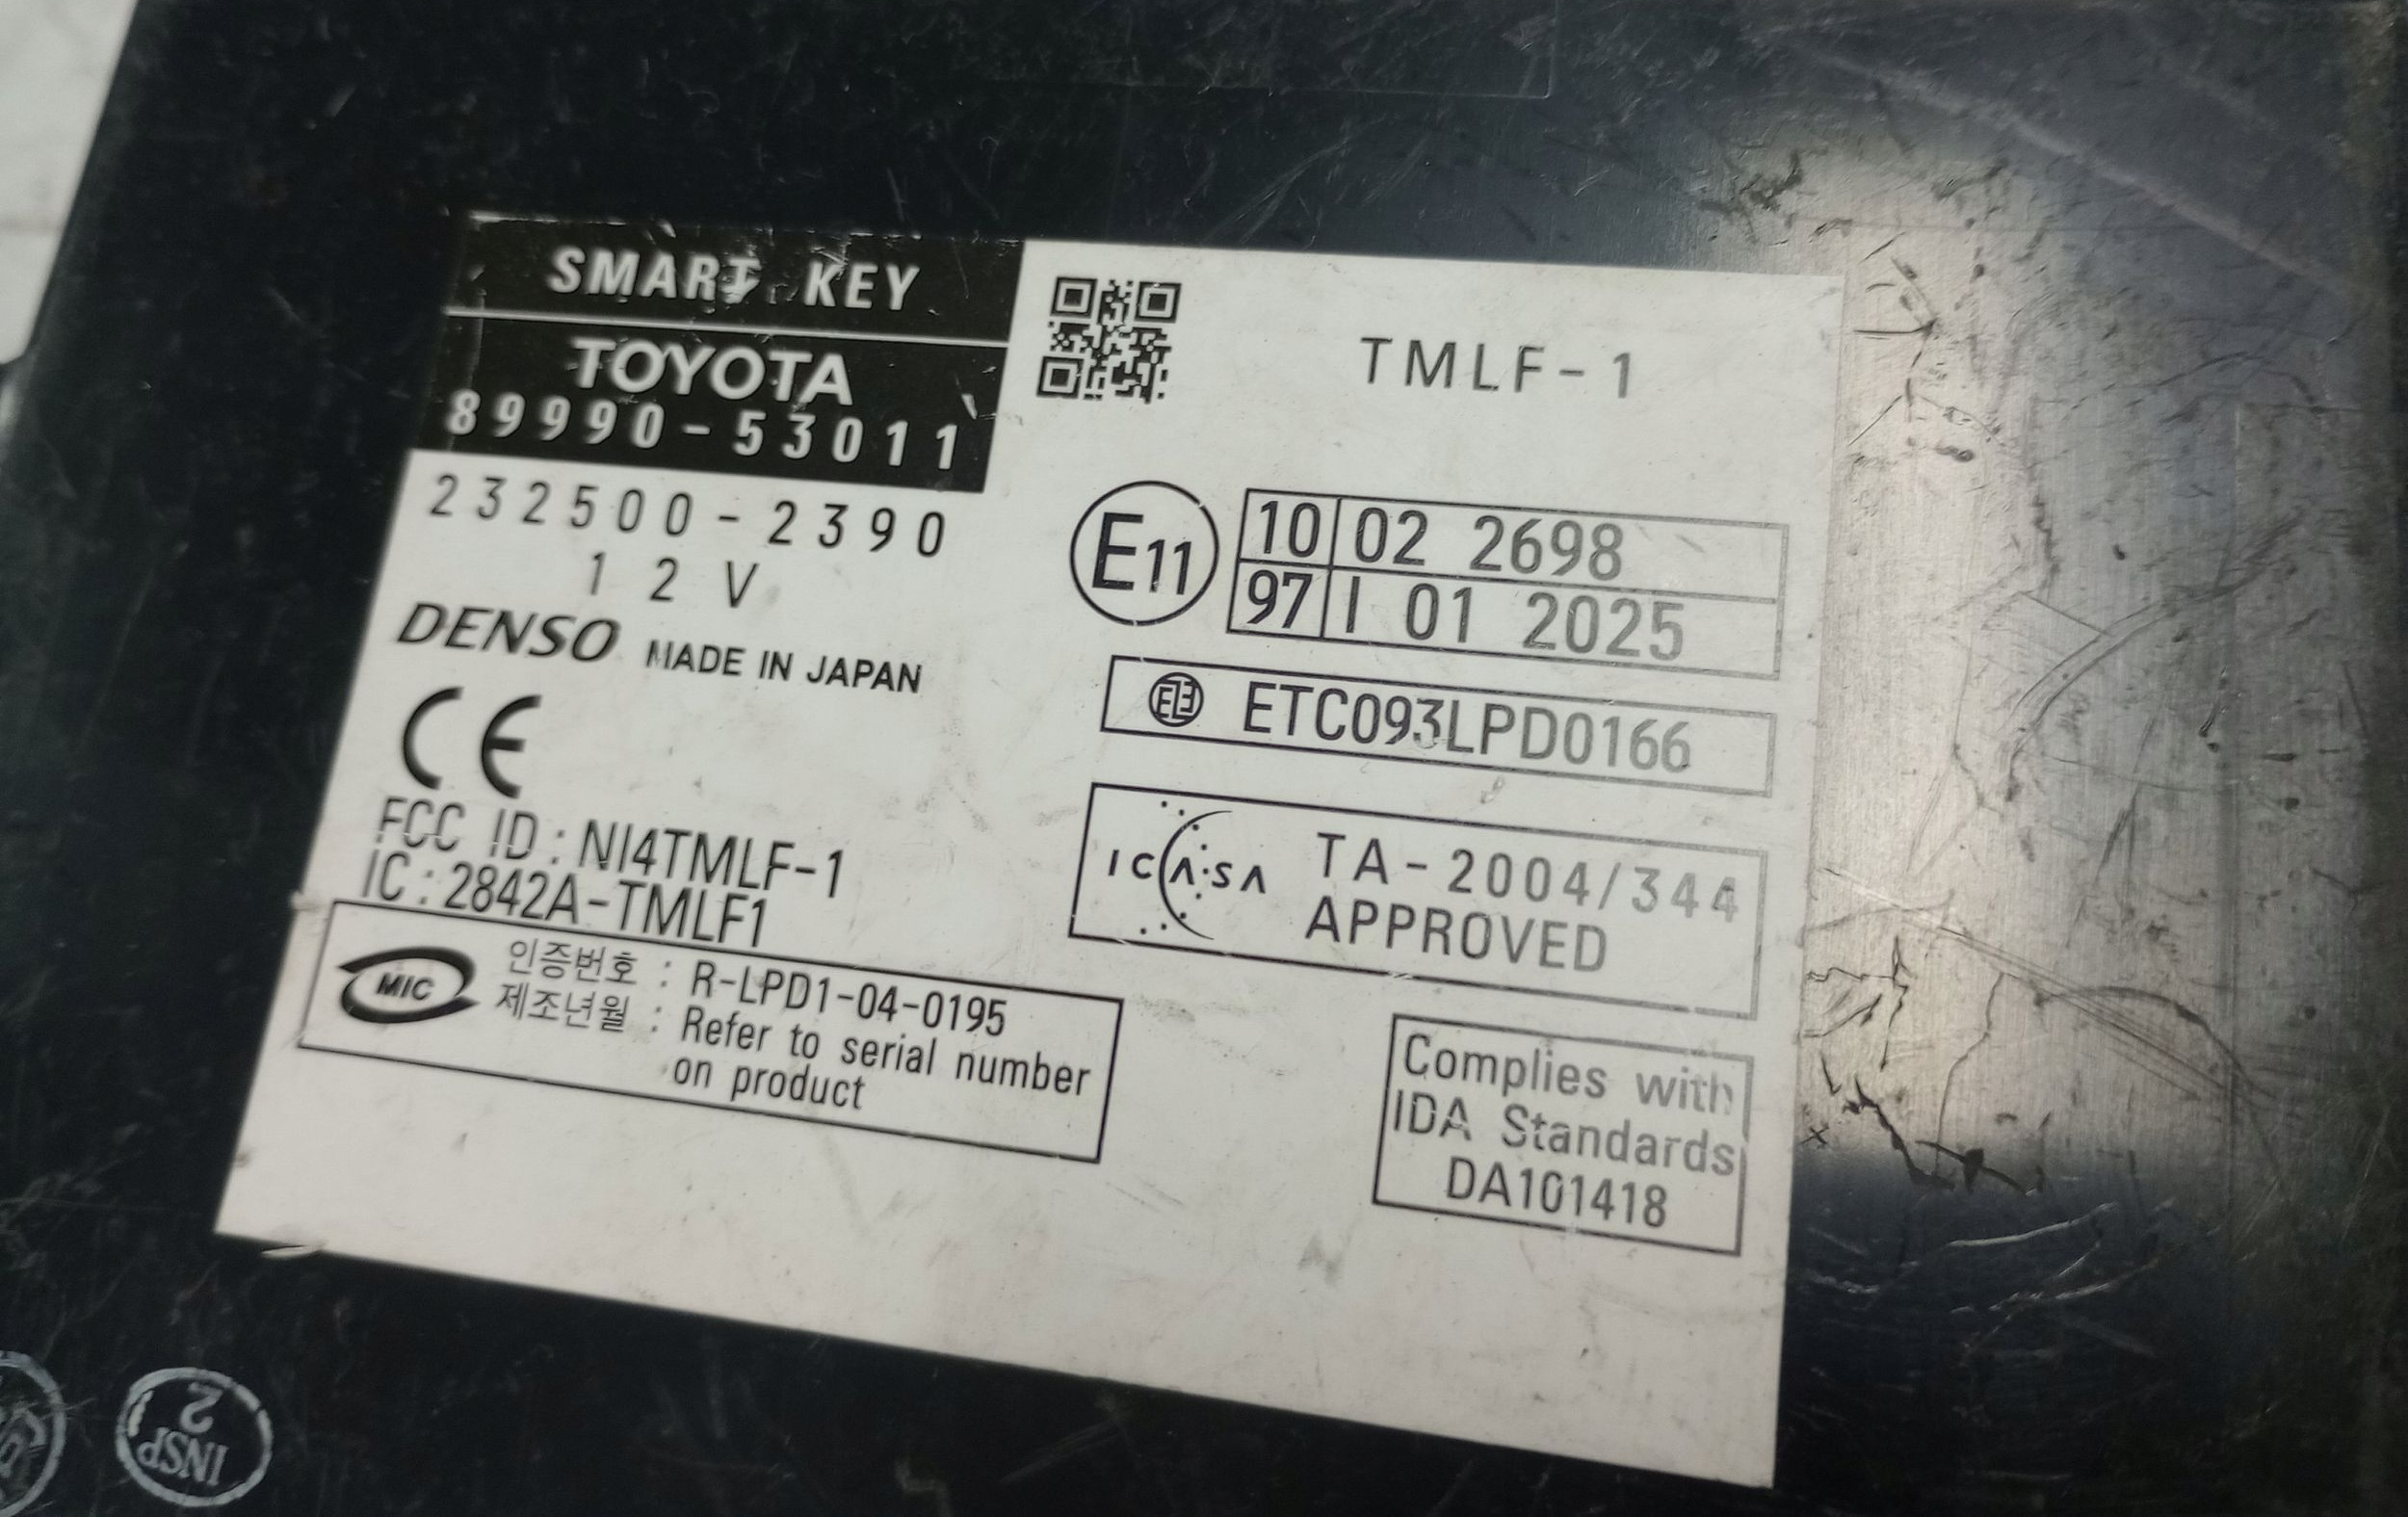 SMART KEY
TOYOTA
89990-53011
232500-2390
12V
DENSO MADE IN JAPAN
CE
FCC ID : NI4TMLF-1
IC : 2842A-TMLF1
MIC
인증번호 : R-LPD1-04-0195
제조년월 : Refer to serial number
on product
TMLF-1
E11
10 02 2698
97 I 01 2025
ETC093LPD0166
ICASA
TA-2004/344
APPROVED
Complies with
IDA Standards
DA101418
2
INSP